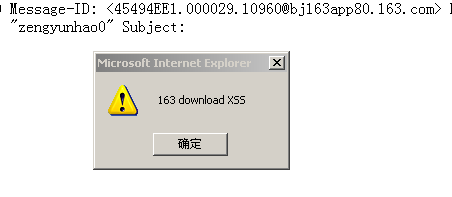 Message-ID: <45494EE1.000029.10960@bj163app80.163.com>
"zengyunhao0" Subject:
Microsoft Internet Explorer
163 download XSS
确定